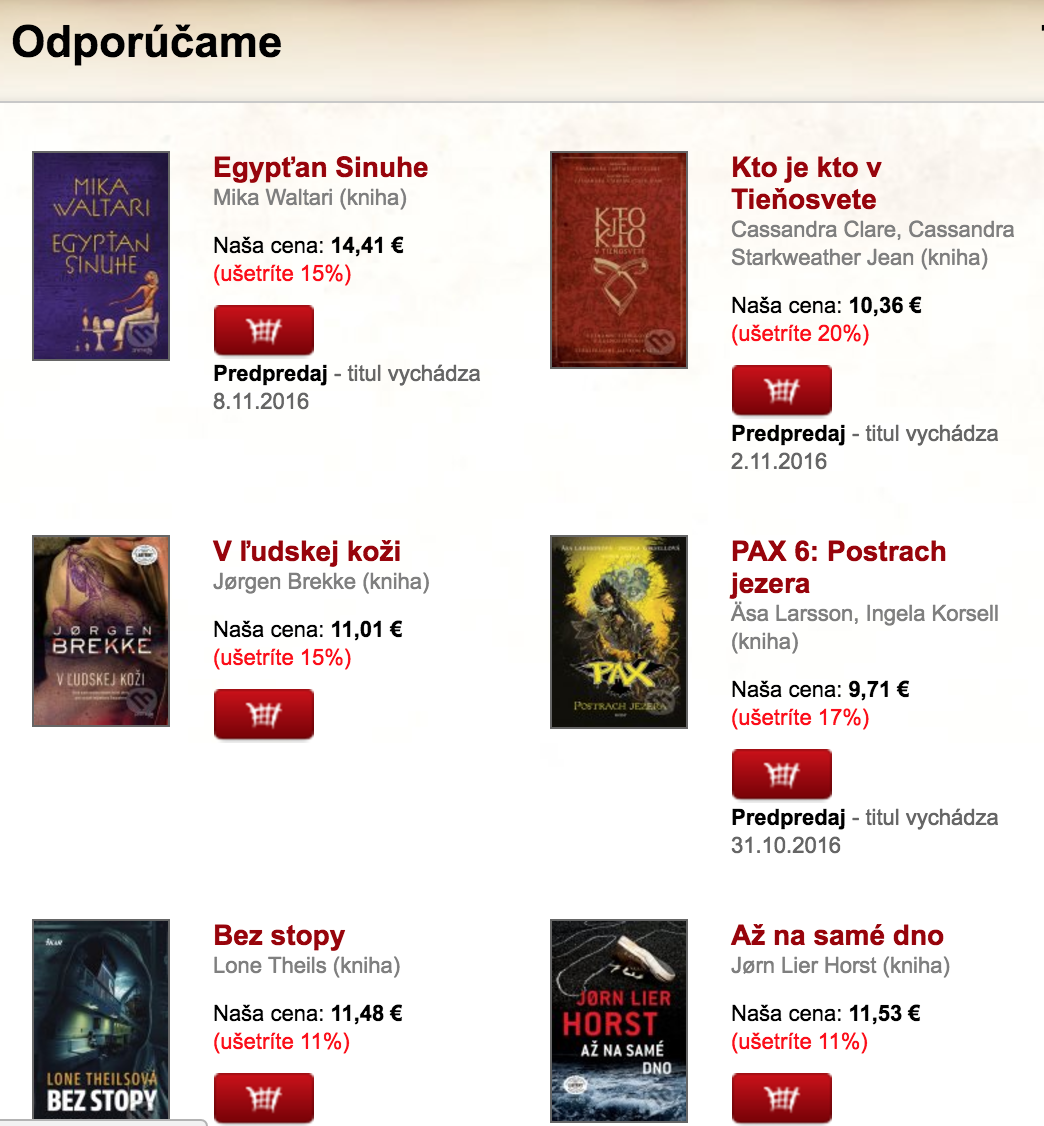 Odporúčame
MIKA
WALTARI
EGYPŤAN
SINUHE
Egypťan Sinuhe
Mika Waltari (kniha)
Naša cena: 14,41 €
(ušetríte 15%)
Predpredaj - titul vychádza
8.11.2016
KTO
JE
KTO
V TIEŇOSVETE
Kto je kto v
Tieňosvete
Cassandra Clare, Cassandra
Starkweather Jean (kniha)
Naša cena: 10,36 €
(ušetríte 20%)
Predpredaj - titul vychádza
2.11.2016
JØRGEN
BREKKE
V ĽUDSKEJ KOŽI
V ľudskej koži
Jørgen Brekke (kniha)
Naša cena: 11,01 €
(ušetríte 15%)
PAX
POSTRACH JEZERA
PAX 6: Postrach
jezera
Äsa Larsson, Ingela Korsell
(kniha)
Naša cena: 9,71 €
(ušetríte 17%)
Predpredaj - titul vychádza
31.10.2016
IKAR
LONE THEILSOVÁ
BEZ STOPY
Bez stopy
Lone Theils (kniha)
Naša cena: 11,48 €
(ušetríte 11%)
JØRN LIER
HORST
AŽ NA SAMÉ
DNO
Až na samé dno
Jørn Lier Horst (kniha)
Naša cena: 11,53 €
(ušetríte 11%)